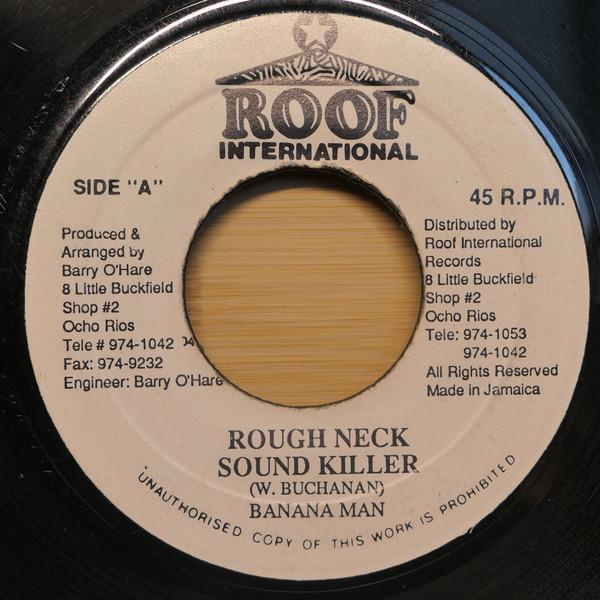 ROOF
INTERNATIONAL
SIDE "A"
45 R.P.M.
Produced &
Arranged by
Barry O'Hare
8 Little Buckfield
Shop #2
Ocho Rios
Tele # 974-1042
Fax: 974-9232
Engineer: Barry O'Hare
Distributed by
Roof International
Records
8 Little Buckfield
Shop #2
Ocho Rios
Tele: 974-1053
974-1042
All Rights Reserved
Made in Jamaica
ROUGH NECK
SOUND KILLER
(W. BUCHANAN)
BANANA MAN
UNAUTHORISED COPY OF THIS WORK IS PROHIBITED